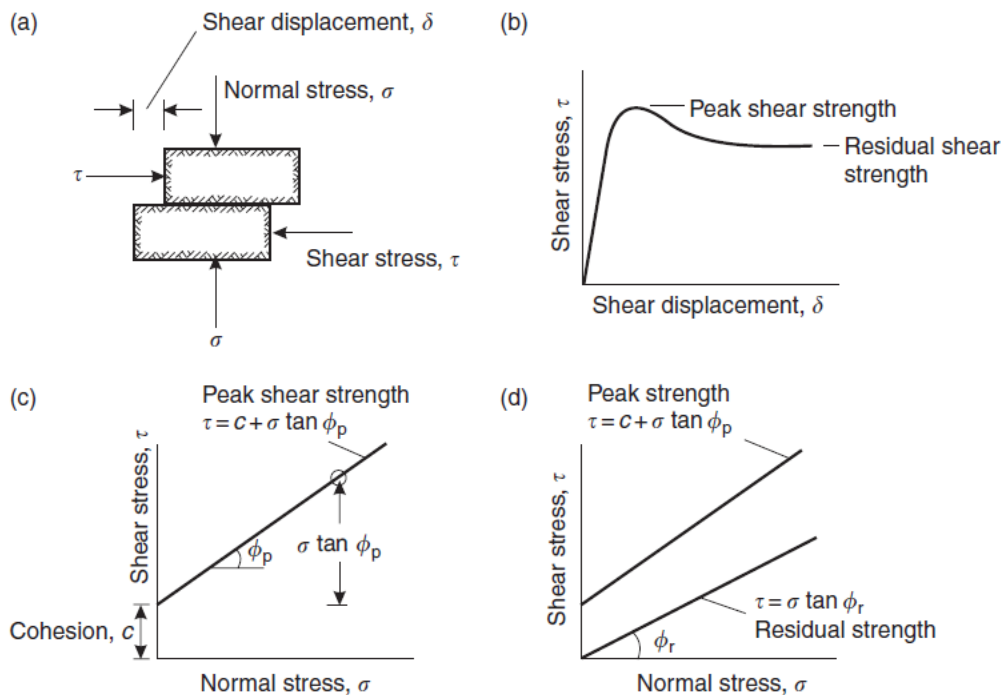 (a)
Shear displacement, δ
Normal stress, σ
τ
Shear stress, τ
σ
(b)
Shear stress, τ
Peak shear strength
Residual shear
strength
Shear displacement, δ
(c)
Peak shear strength
τ = c + σ tan ϕp
Shear stress, τ
ϕp
σ tan ϕp
Cohesion, c
Normal stress, σ
(d)
Peak strength
τ = c + σ tan ϕp
Shear stress, τ
τ = σ tan ϕr
Residual strength
ϕr
Normal stress, σ